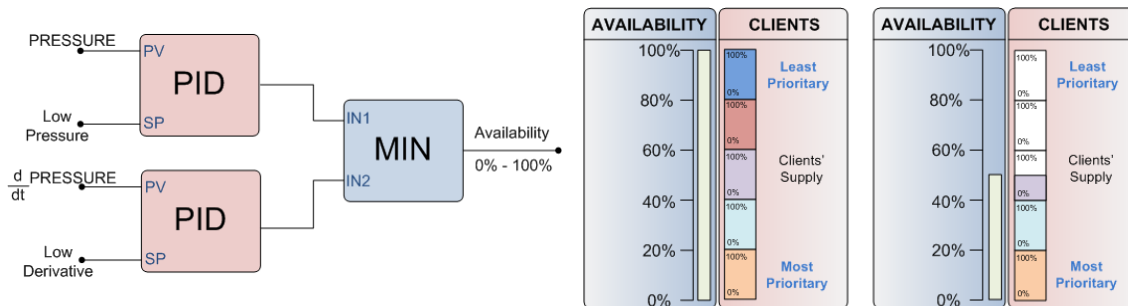 PRESSURE
PV
PID
Low
Pressure
SP
IN1
MIN
IN2
Availability
0% - 100%
d
dt
PRESSURE
PV
PID
Low
Derivative
SP
AVAILABILITY
CLIENTS
100%
80%
60%
40%
20%
0%
100%
0%
100%
0%
100%
0%
100%
0%
100%
0%
Least
Prioritary
Clients'
Supply
Most
Prioritary
AVAILABILITY
CLIENTS
100%
80%
60%
40%
20%
0%
100%
0%
100%
0%
100%
0%
100%
0%
100%
0%
Least
Prioritary
Clients'
Supply
Most
Prioritary